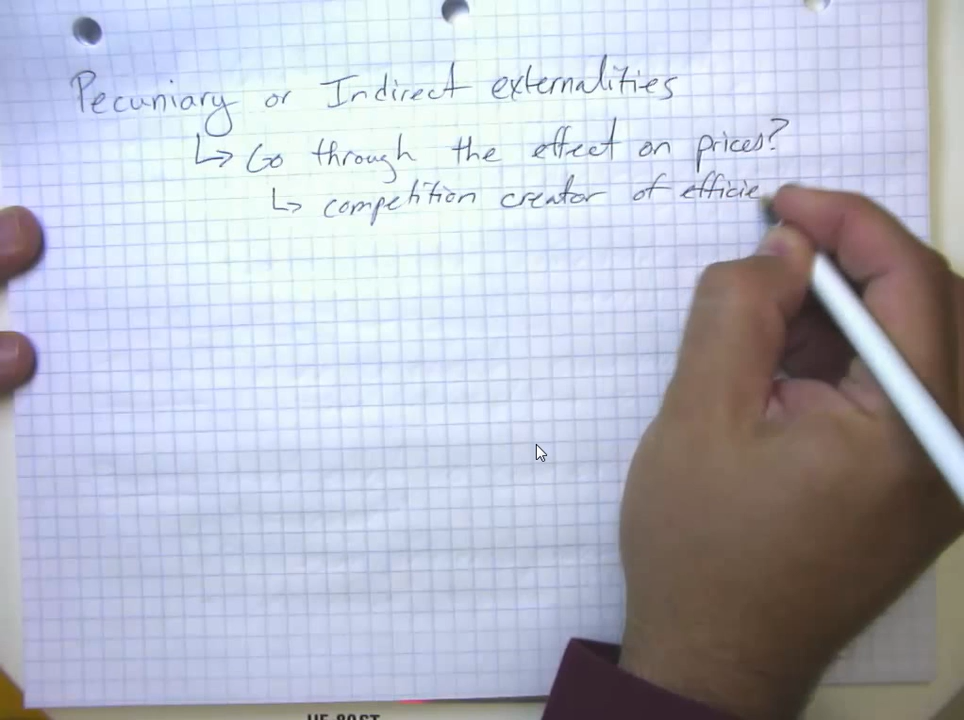 Pecuniary or Indirect externalities
↳ Go through the effect on prices?
↳ competition creator of efficie